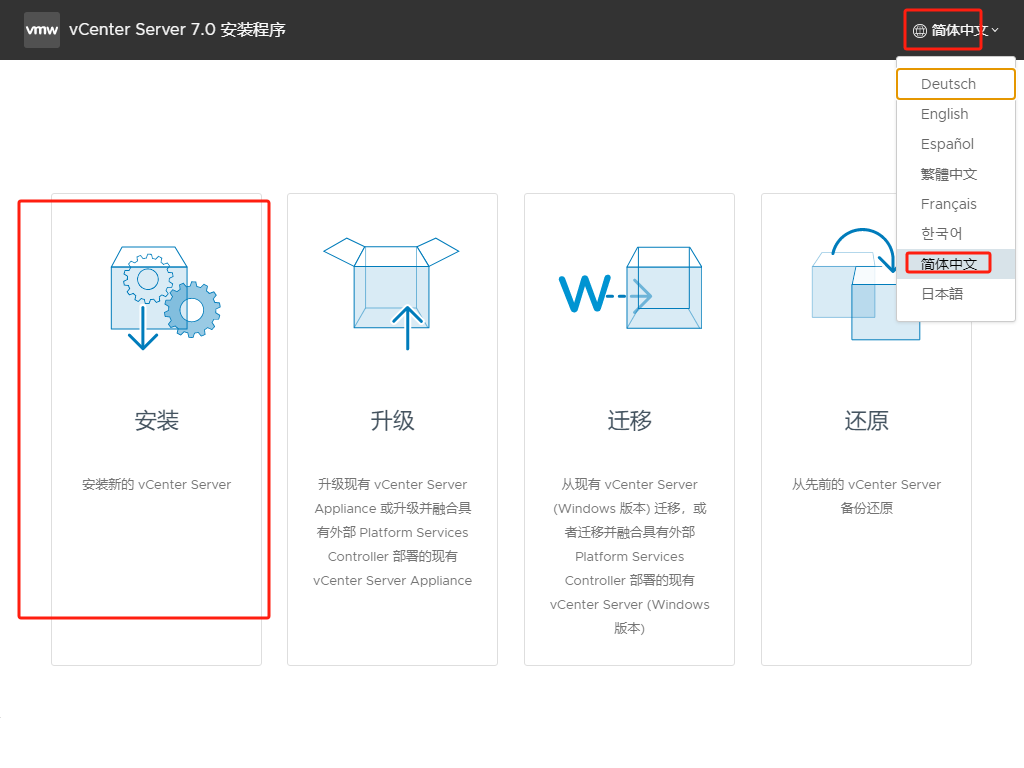 vmw vCenter Server 7.0 安装程序
简体中文
Deutsch
English
Español
繁體中文
Français
한국어
简体中文
日本語
安装
安装新的 vCenter Server
升级
升级现有 vCenter Server
Appliance 或升级并融合具
有外部 Platform Services
Controller 部署的现有
vCenter Server Appliance
W
迁移
从现有 vCenter Server
(Windows 版本) 迁移，或
者迁移并融合具有外部
Platform Services
Controller 部署的现有
vCenter Server (Windows
版本)
还原
从先前的 vCenter Server
备份还原